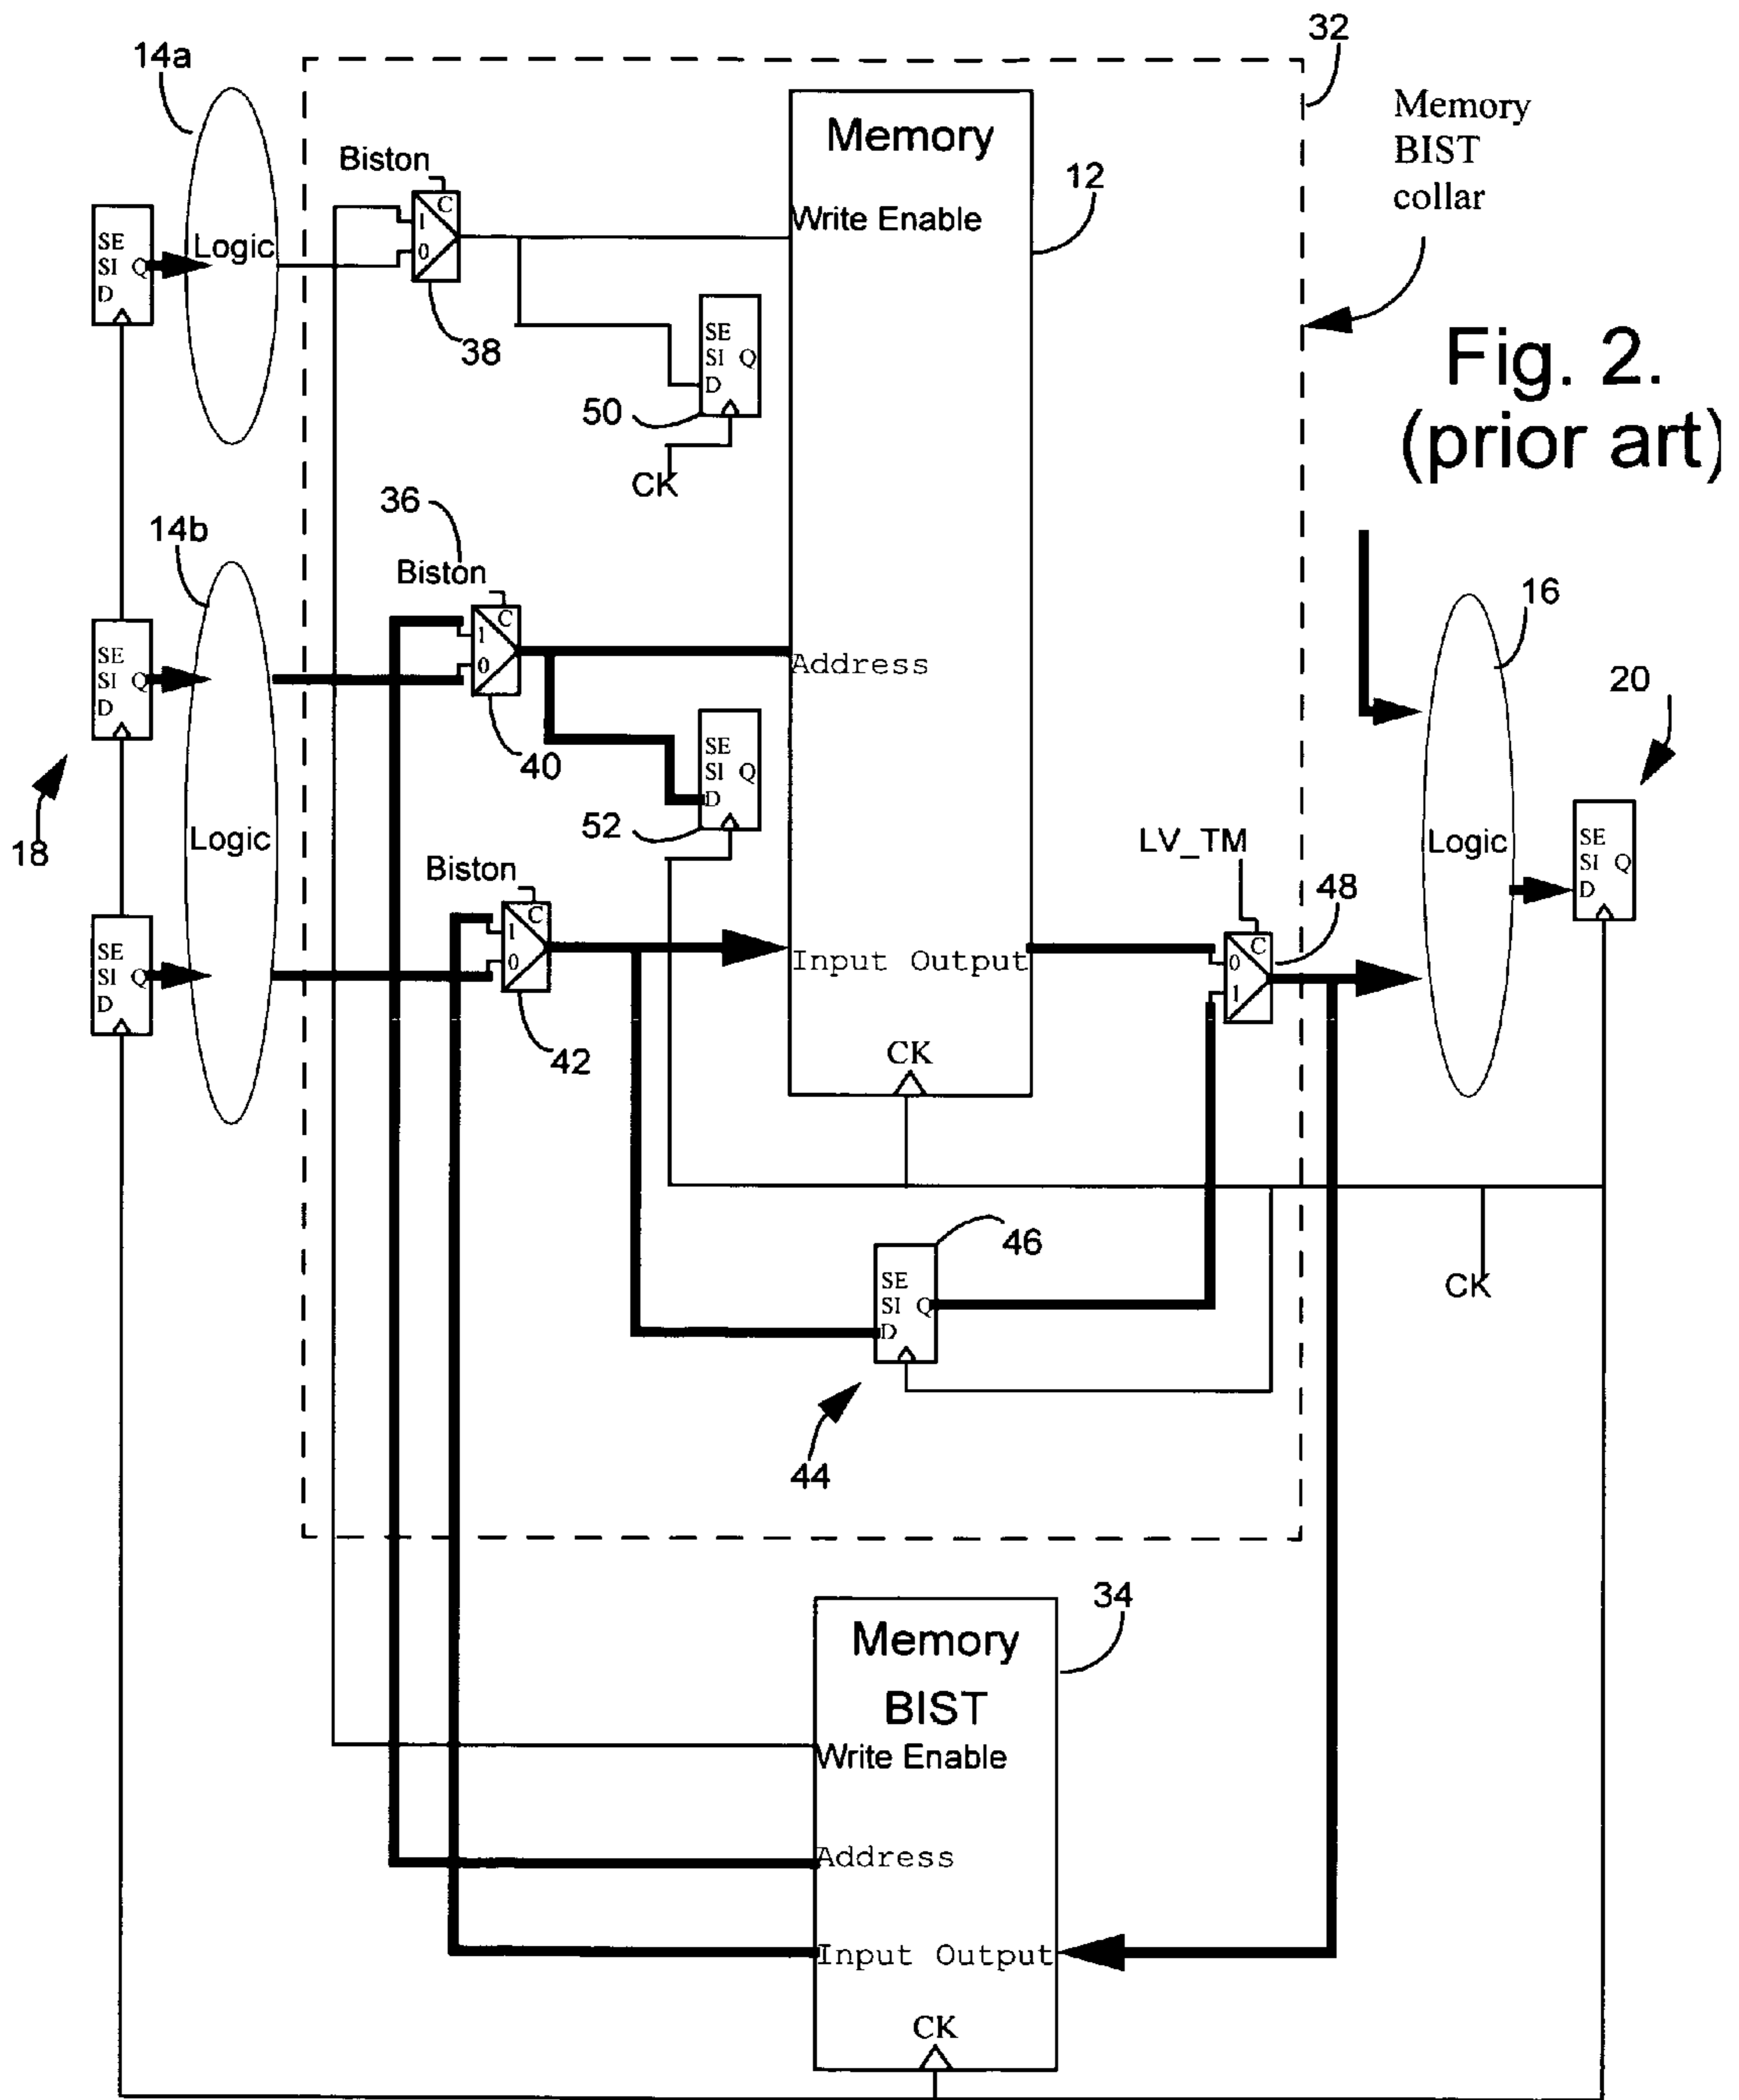 32
14a
Memory
BIST
collar
Memory
Biston
12
C
1
0
Write Enable
SE
SI Q
D
Logic
38
SE
SI Q
D
50
CK
Fig. 2.
(prior art)
36
14b
Biston
C
1
0
Address
16
SE
SI Q
D
20
40
SE
SI Q
D
52
18
Logic
Biston
LV_TM
Logic
SE
SI Q
D
48
C
1
0
Input Output
C
0
1
SE
SI Q
D
42
CK
46
SE
SI Q
D
CK
44
34
Memory
BIST
Write Enable
Address
Input Output
CK